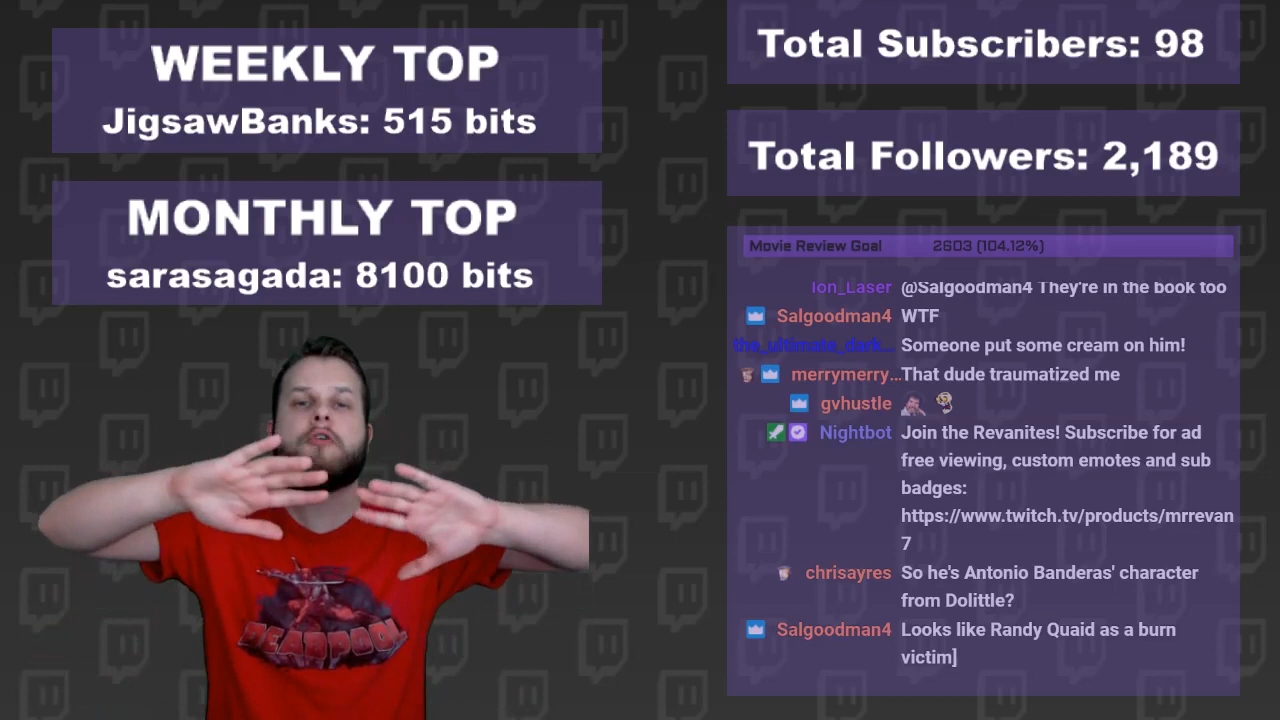 WEEKLY TOP
JigsawBanks: 515 bits
MONTHLY TOP
sarasagada: 8100 bits
DEADPOOL
Total Subscribers: 98
Total Followers: 2,189
Movie Review Goal 2603 (104.12%)
Ion_Laser @Salgoodman4 They're in the book too
Salgoodman4 WTF
the_ultimate_dark... Someone put some cream on him!
merrymerry... That dude traumatized me
gvhustle
Nightbot Join the Revanites! Subscribe for ad
free viewing, custom emotes and sub
badges:
https://www.twitch.tv/products/mrrevan
7
chrisayres So he's Antonio Banderas' character
from Dolittle?
Salgoodman4 Looks like Randy Quaid as a burn
victim]